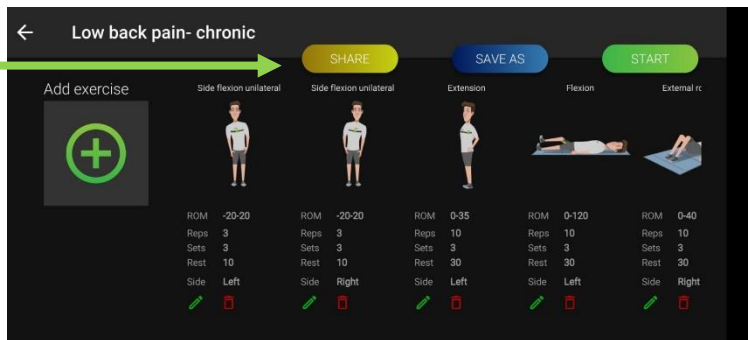 Low back pain- chronic
SHARE
SAVE AS
START
Add exercise
Side flexion unilateral
ROM -20-20
Reps 3
Sets 3
Rest 10
Side Left
Side flexion unilateral
ROM -20-20
Reps 3
Sets 3
Rest 10
Side Right
Extension
ROM 0-35
Reps 10
Sets 3
Rest 30
Side Left
Flexion
ROM 0-120
Reps 10
Sets 3
Rest 30
Side Left
External rc
ROM 0-40
Reps 10
Sets 3
Rest 30
Side Right